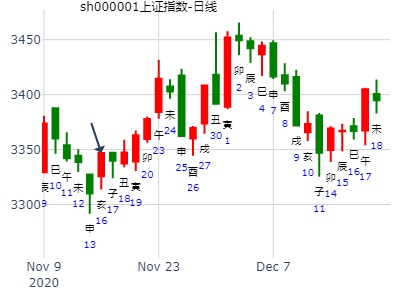 sh000001上证指数-日线
3450
3400
3350
3300
辰
9
巳
10
午
11
未
12
申
13
亥
16
子
17
丑
18
寅
19
卯
20
午
23
未
24
申
25
酉
26
戌
27
丑
30
寅
1
卯
2
辰
3
巳
4
申
7
酉
8
戌
9
亥
10
子
11
卯
14
辰
15
巳
16
午
17
未
18
Nov 9
2020
Nov 23
Dec 7